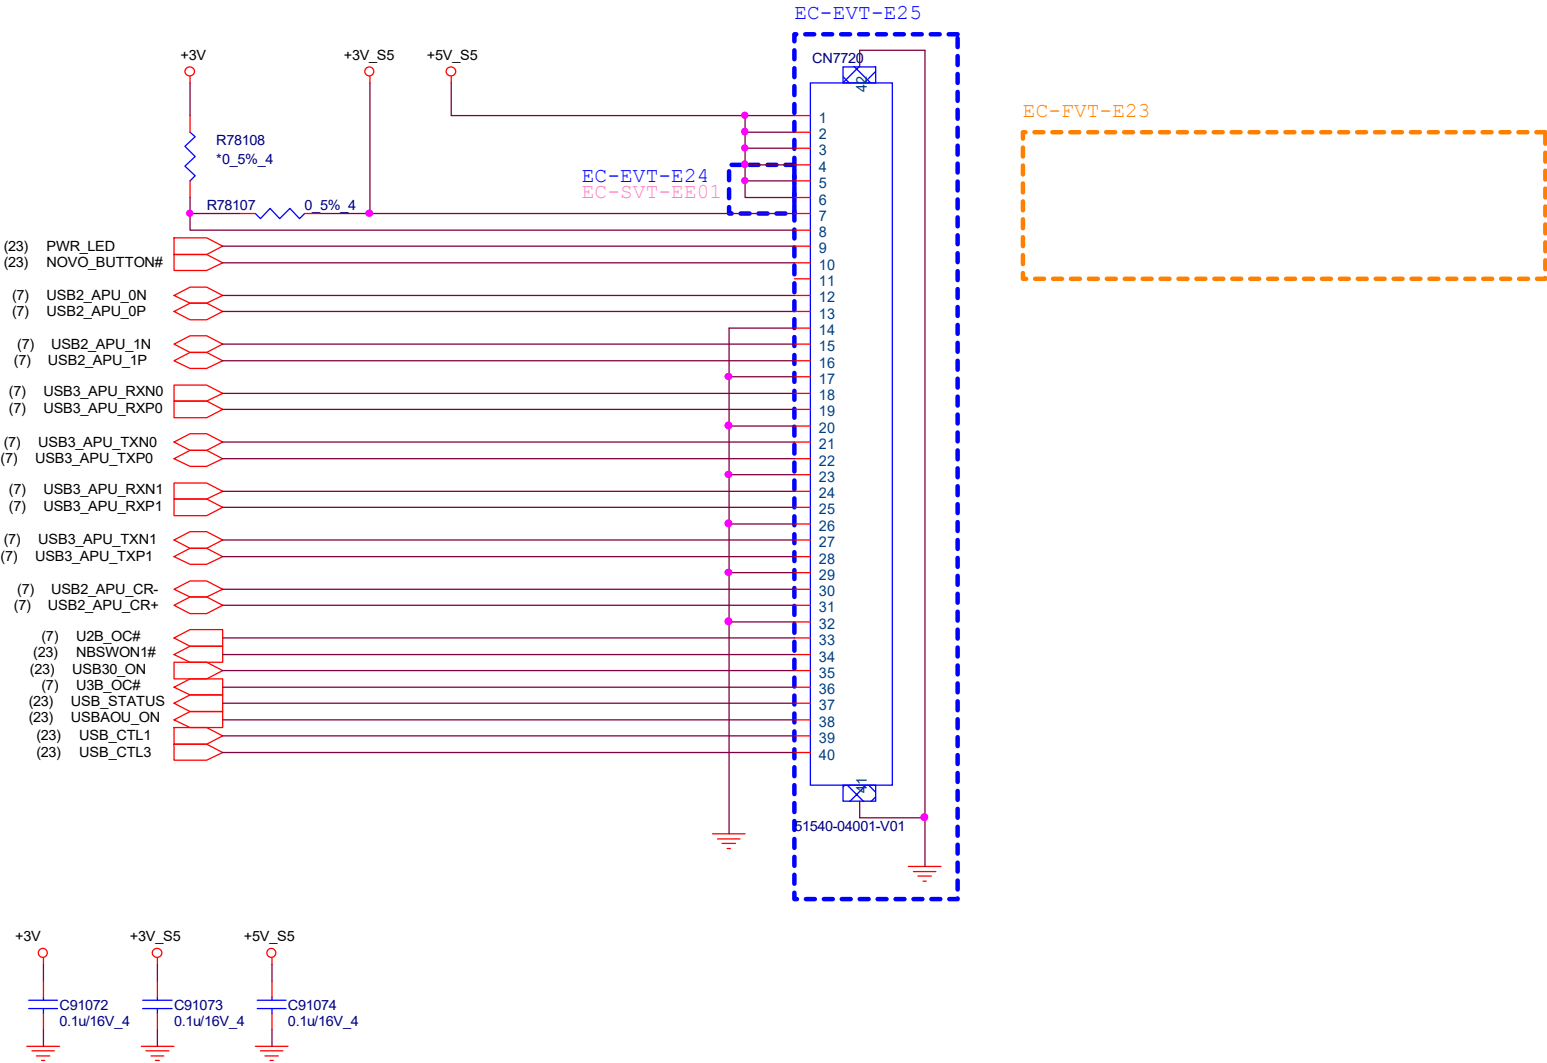 EC-EVT-E25
+3V
+3V_S5
+5V_S5
CN7720
42
EC-FVT-E23
R78108
*0_5%_4
EC-EVT-E24
EC-SVT-EE01
R78107
0_5%_4
1
2
3
4
5
6
7
8
(23) PWR_LED 9
(23) NOVO_BUTTON# 10
11
(7) USB2_APU_0N 12
(7) USB2_APU_0P 13
14
(7) USB2_APU_1N 15
(7) USB2_APU_1P 16
17
(7) USB3_APU_RXN0 18
(7) USB3_APU_RXP0 19
20
(7) USB3_APU_TXN0 21
(7) USB3_APU_TXP0 22
23
(7) USB3_APU_RXN1 24
(7) USB3_APU_RXP1 25
26
(7) USB3_APU_TXN1 27
(7) USB3_APU_TXP1 28
29
(7) USB2_APU_CR- 30
(7) USB2_APU_CR+ 31
32
(7) U2B_OC# 33
(23) NBSWON1# 34
(23) USB30_ON 35
(7) U3B_OC# 36
(23) USB_STATUS 37
(23) USBAOU_ON 38
(23) USB_CTL1 39
(23) USB_CTL3 40
41
51540-04001-V01
+3V
+3V_S5
+5V_S5
C91072
0.1u/16V_4
C91073
0.1u/16V_4
C91074
0.1u/16V_4